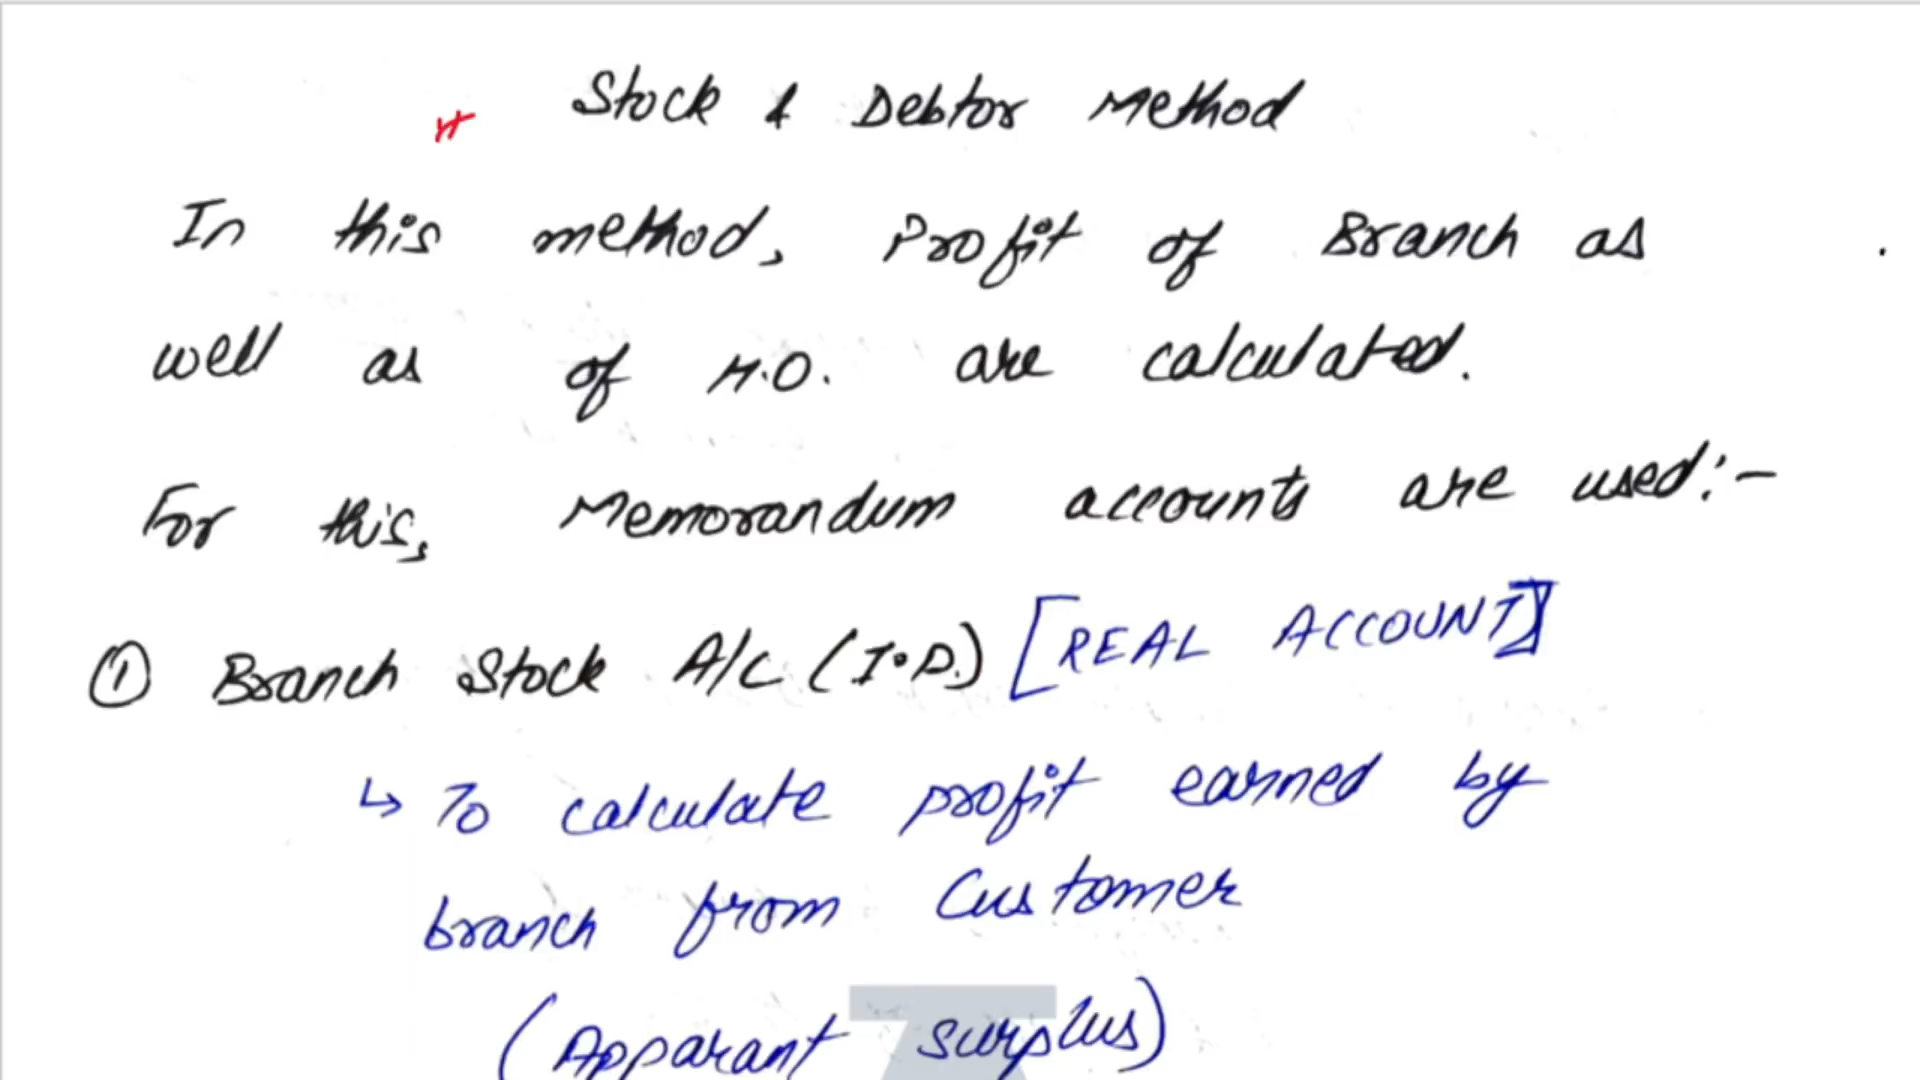 Stock & Debtor Method
In this method, Profit of Branch as
well as of H.O. are calculated.
For this, Memorandum accounts are used:-
① Branch Stock A/C (I.P.) [REAL ACCOUNT]
↳ To calculate profit earned by
branch from Customer
(Apparant surplus)